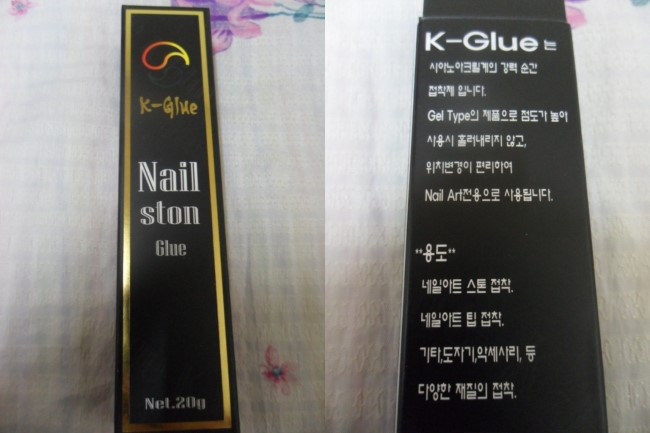 K-Glue
Nail
ston
Glue
Net.20g
K-Glue 는
시아노아크릴계의 강력 순간
접착제 입니다.
Gel Type의 제품으로 점도가 높아
사용시 흘러내리지 않고,
위치변경이 편리하여
Nail Art전용으로 사용됩니다.
**용도**
네일아트 스톤 접착.
네일아트 팁 접착.
기타,도자기,악세사리, 등
다양한 재질의 접착.